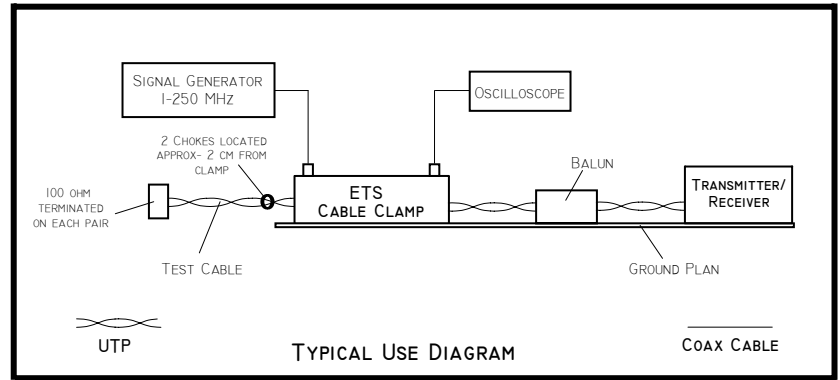 SIGNAL GENERATOR
1-250 MHZ
OSCILLOSCOPE
2 CHOKES LOCATED
APPROX- 2 CM FROM
CLAMP
BALUN
100 OHM
TERMINATED
ON EACH PAIR
ETS
CABLE CLAMP
TRANSMITTER/
RECEIVER
TEST CABLE
GROUND PLAN
UTP
TYPICAL USE DIAGRAM
COAX CABLE